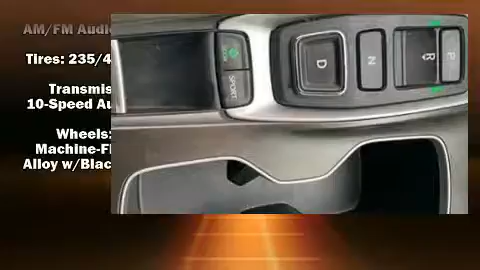 AM/FM Audio
Tires: 235/4
Transmis
10-Speed Au
Wheels:
Machine-Fi
Alloy w/Blac
SPORT
D
N
R
P